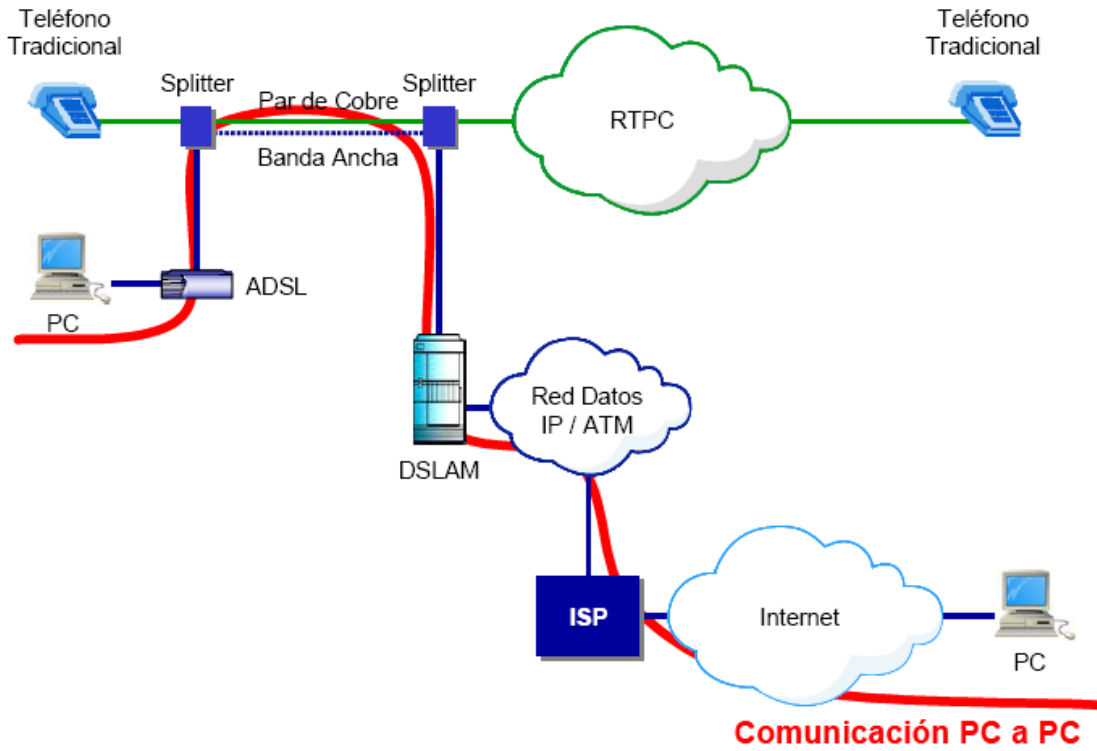 Teléfono
Tradicional
Teléfono
Tradicional
Splitter
Splitter
Par de Cobre
RTPC
Banda Ancha
ADSL
PC
Red Datos
IP / ATM
DSLAM
ISP
Internet
PC
Comunicación PC a PC